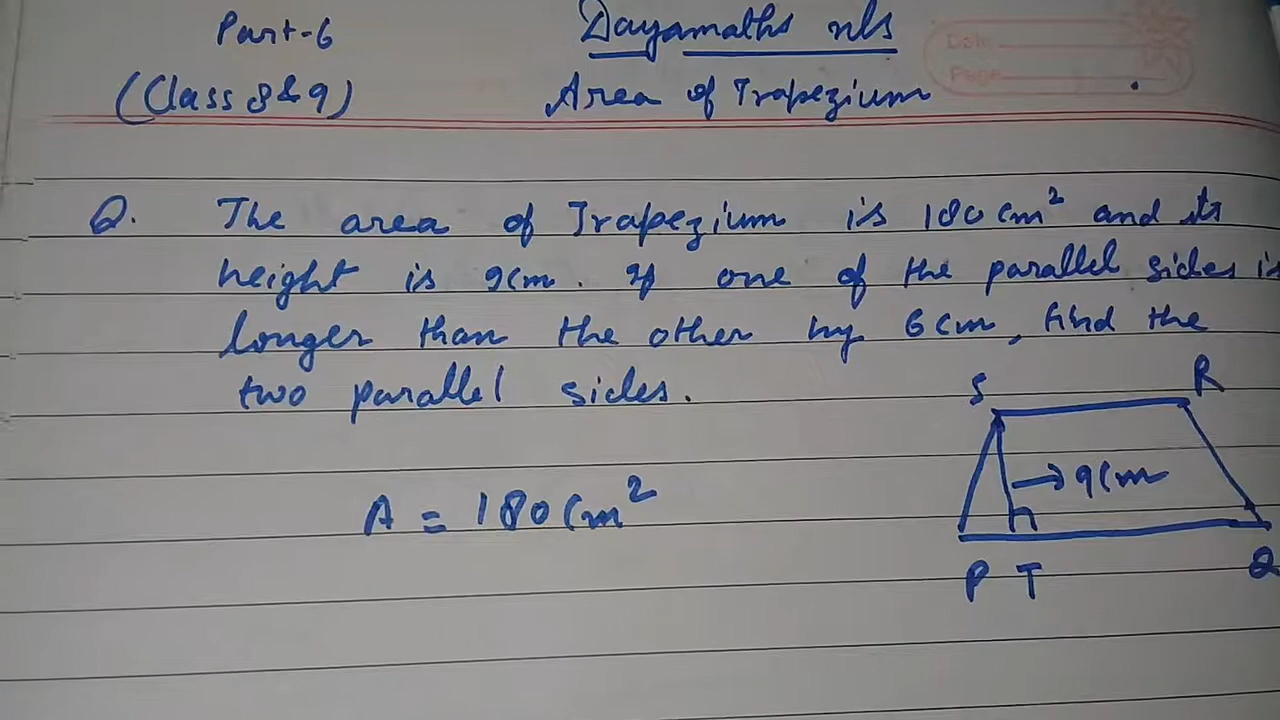 Part-6
Dayamaths nls
Date
Page
(Class 8&9)
Area of Trapezium
Q. The area of Trapezium is 180 cm² and its
height is 9cm. If one of the parallel sides is
longer than the other by 6cm, find the
two parallel sides.
S R
A = 180 cm²
→ 9cm
P T Q